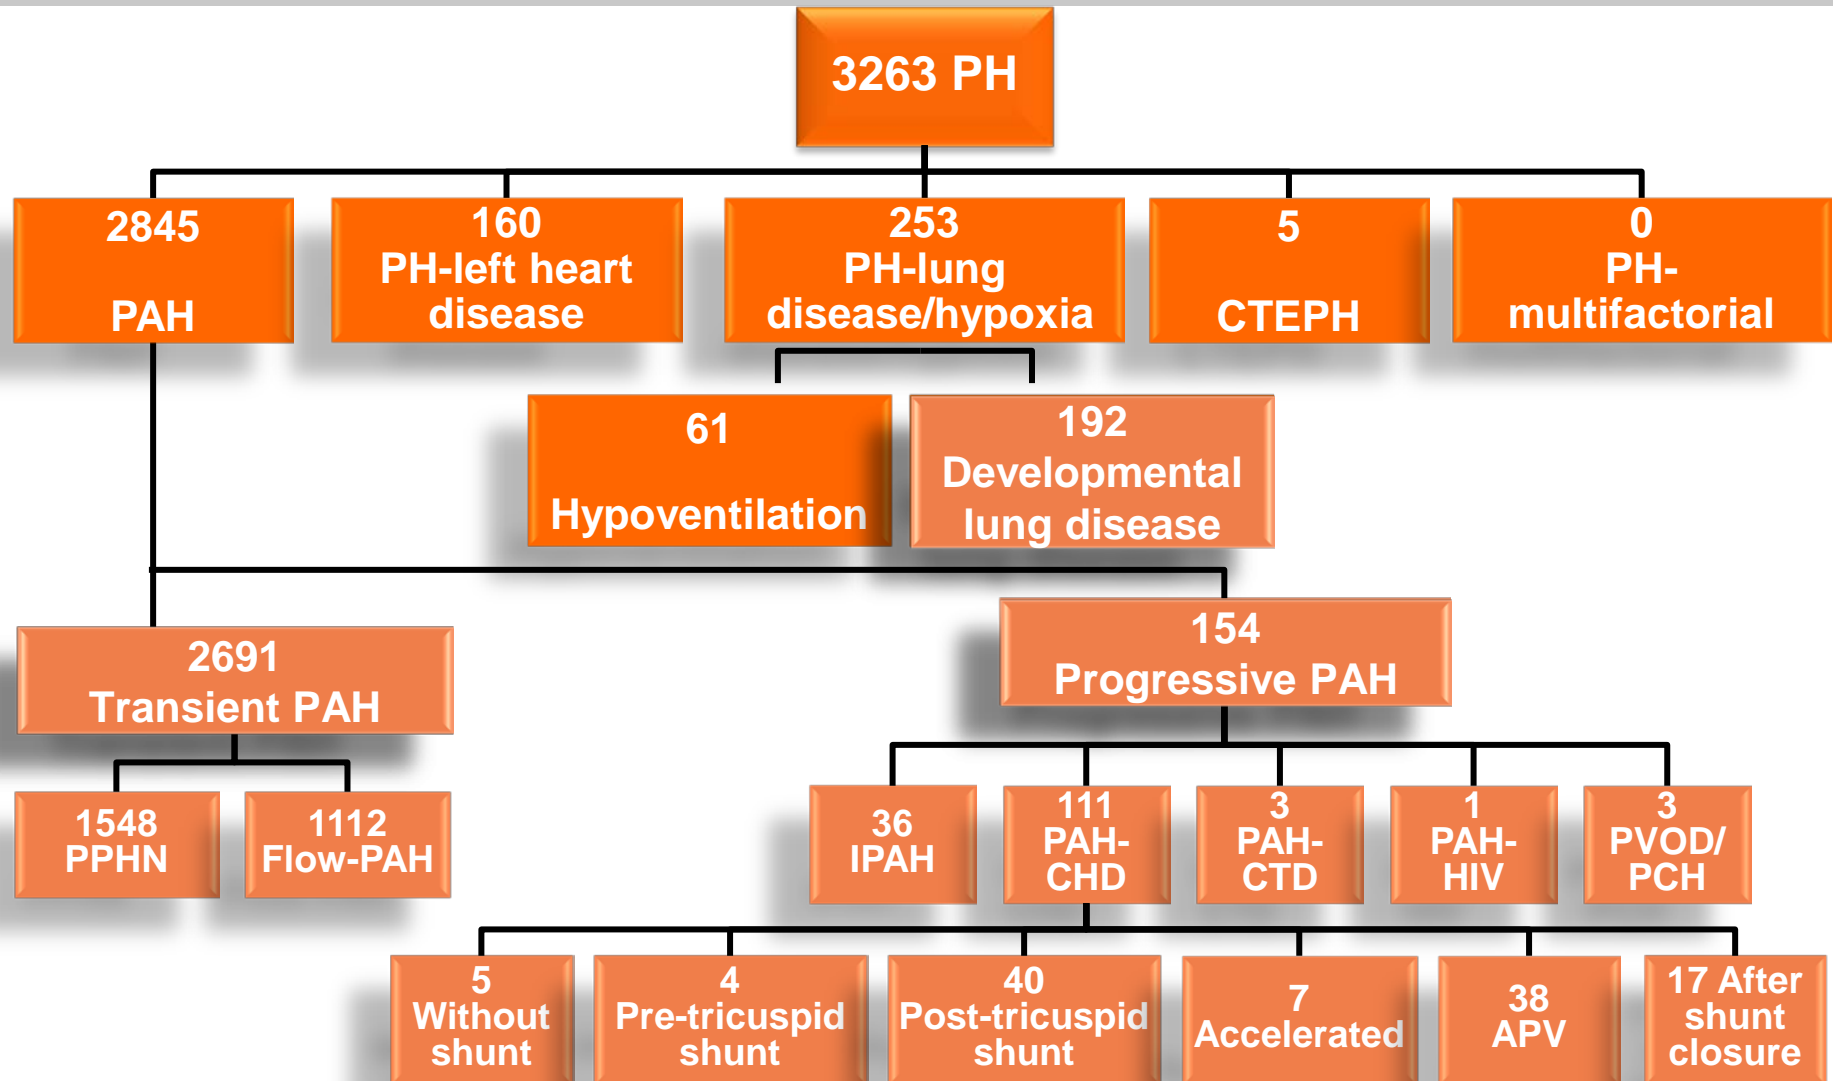 3263 PH
2845
PAH
160
PH-left heart
disease
253
PH-lung
disease/hypoxia
5
CTEPH
0
PH-
multifactorial
61
Hypoventilation
192
Developmental
lung disease
2691
Transient PAH
154
Progressive PAH
1548
PPHN
1112
Flow-PAH
36
IPAH
111
PAH-
CHD
3
PAH-
CTD
1
PAH-
HIV
3
PVOD/
PCH
5
Without
shunt
4
Pre-tricuspid
shunt
40
Post-tricuspid
shunt
7
Accelerated
38
APV
17 After
shunt
closure